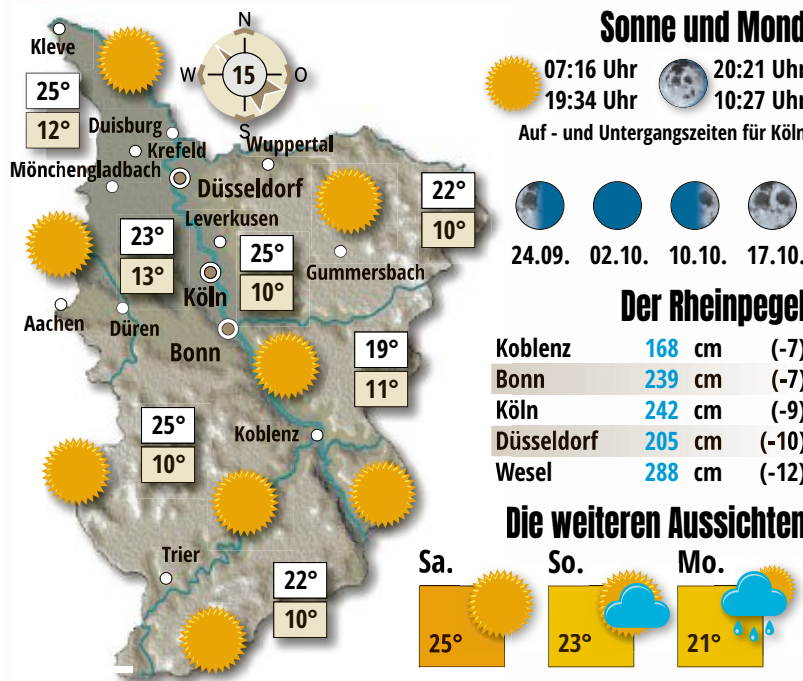 N
Kleve
W
15
O
S
25°
12°
Duisburg
Krefeld
Wuppertal
Mönchengladbach
Düsseldorf
22°
10°
Leverkusen
23°
13°
25°
10°
Gummersbach
Köln
Aachen
Düren
Bonn
19°
11°
25°
10°
Koblenz
Trier
22°
10°
Sonne und Mond
07:16 Uhr
20:21 Uhr
19:34 Uhr
10:27 Uhr
Auf - und Untergangszeiten für Köln
24.09. 02.10. 10.10. 17.10.
Der Rheinpegel
Koblenz 168 cm (-7)
Bonn 239 cm (-7)
Köln 242 cm (-9)
Düsseldorf 205 cm (-10)
Wesel 288 cm (-12)
Die weiteren Aussichten
Sa. So. Mo.
25° 23° 21°